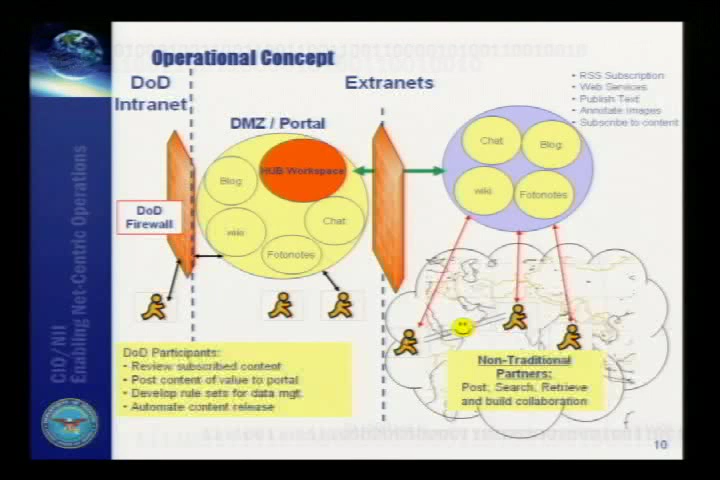 Operational Concept
DoD
Intranet
Extranets
DMZ / Portal
• RSS Subscription
• Web Services
• Publish Text
• Annotate Images
• Subscribe to content
HUB Workspace
Blog
wiki
Chat
Fotonotes
Chat
Blog
wiki
Fotonotes
DoD
Firewall
CIO/NII
Enabling Net-Centric Operations
DoD Participants:
• Review subscribed content
• Post content of value to portal
• Develop rule sets for data mgt.
• Automate content release
Non-Traditional
Partners:
Post, Search, Retrieve
and build collaboration
10